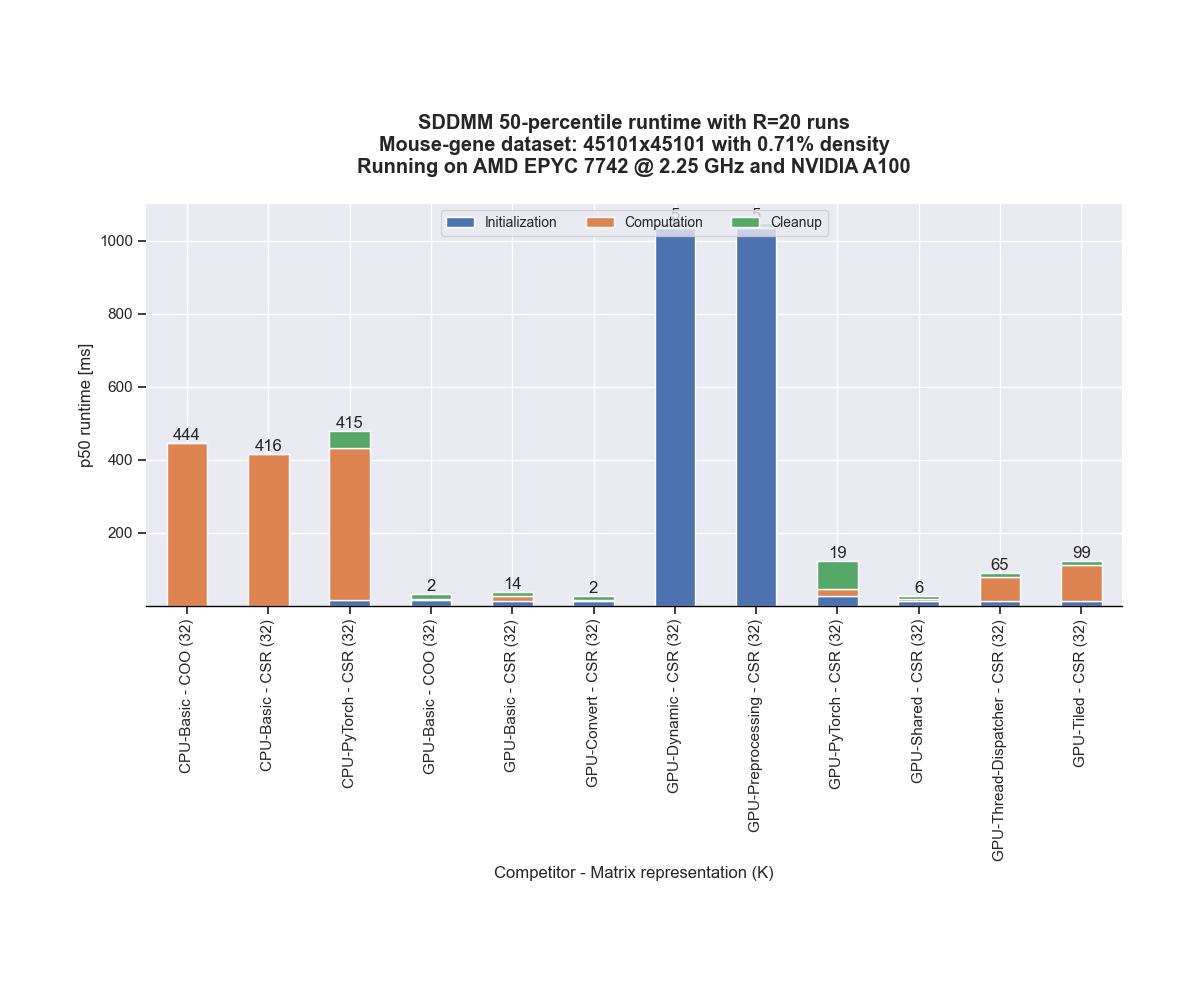 SDDMM 50-percentile runtime with R=20 runs
Mouse-gene dataset: 45101x45101 with 0.71% density
Running on AMD EPYC 7742 @ 2.25 GHz and NVIDIA A100
Initialization Computation Cleanup
5 5
1000
800
600
400
200
p50 runtime [ms]
444 416 415 2 14 2 19 6 65 99
CPU-Basic - COO (32)
CPU-Basic - CSR (32)
CPU-PyTorch - CSR (32)
GPU-Basic - COO (32)
GPU-Basic - CSR (32)
GPU-Convert - CSR (32)
GPU-Dynamic - CSR (32)
GPU-Preprocessing - CSR (32)
GPU-PyTorch - CSR (32)
GPU-Shared - CSR (32)
GPU-Thread-Dispatcher - CSR (32)
GPU-Tiled - CSR (32)
Competitor - Matrix representation (K)